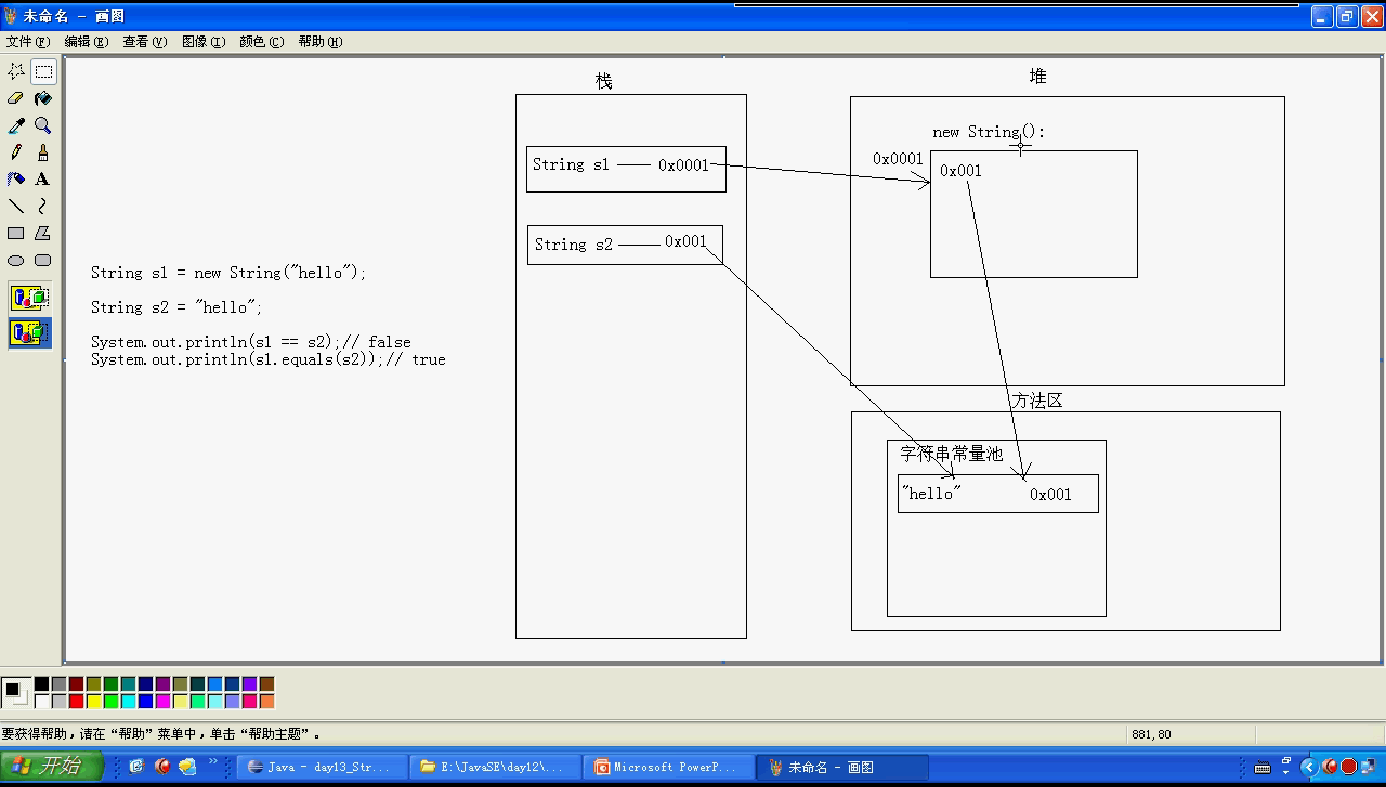 未命名 - 画图
文件(F) 编辑(E) 查看(V) 图像(I) 颜色(C) 帮助(H)
栈
堆
new String():
String s1 0x0001
0x0001
0x001
String s2 0x001
String s1 = new String("hello");
String s2 = "hello";
System.out.println(s1 == s2);// false
System.out.println(s1.equals(s2));// true
方法区
字符串常量池
"hello" 0x001
要获得帮助，请在“帮助”菜单中，单击“帮助主题”。
881,80
开始
Java - day13_Str...
E:\JavaSE\day12\...
Microsoft PowerP...
未命名 - 画图